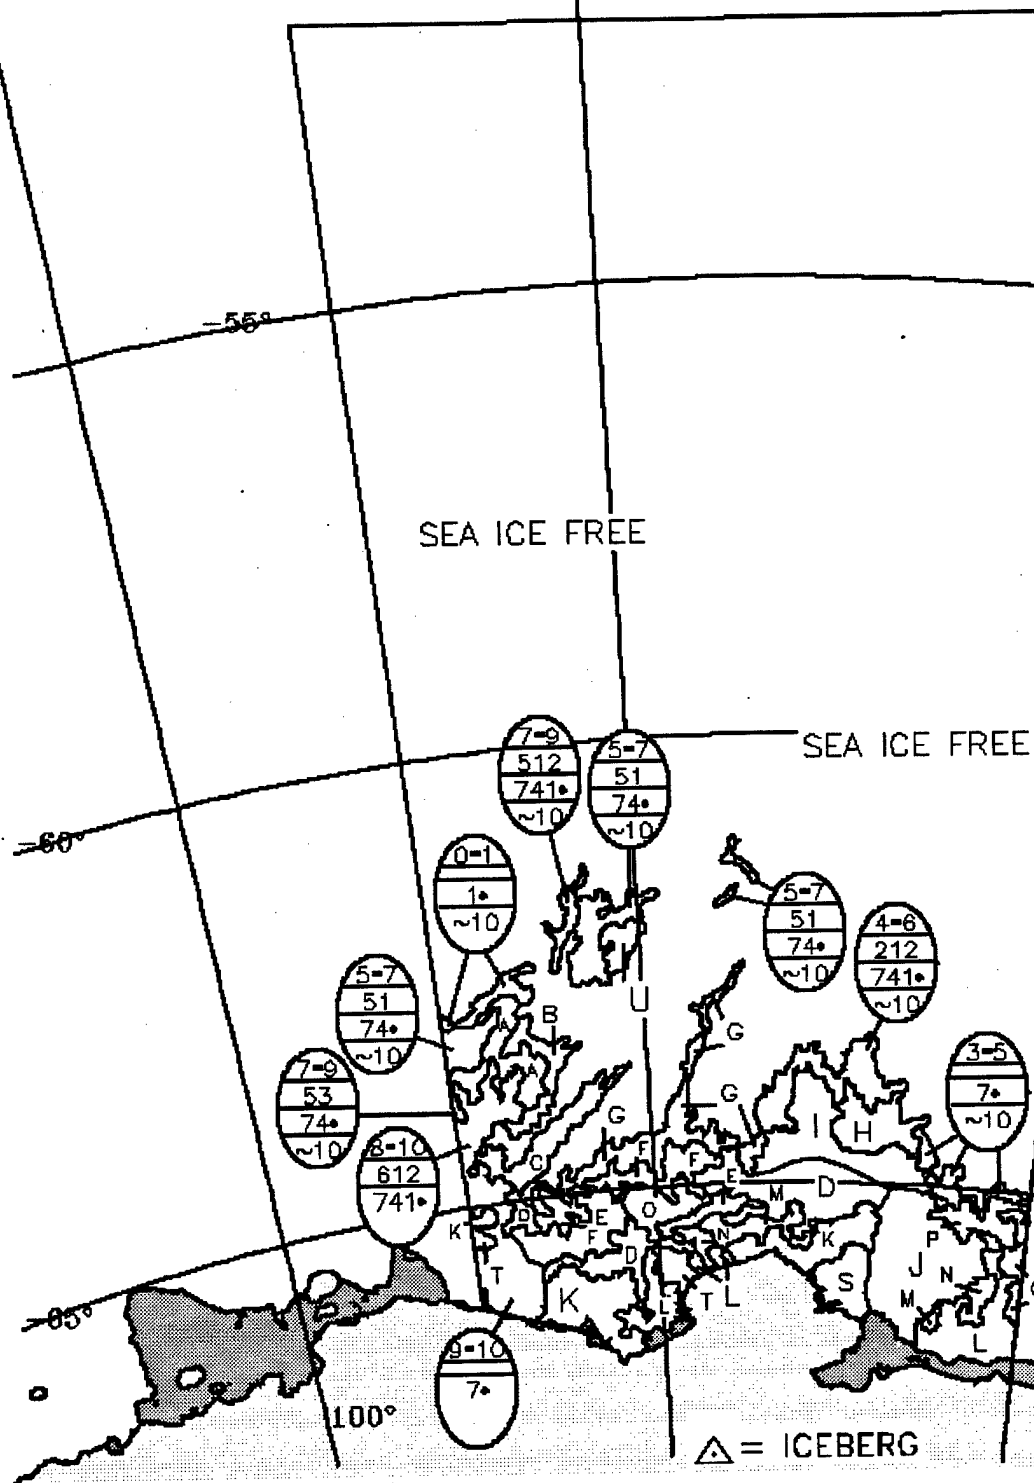 -55°
SEA ICE FREE
7=9
512
741•
~10
5=7
51
74•
~10
SEA ICE FREE
-60°
0=1
1•
~10
5=7
51
74•
~10
4=6
212
741•
~10
5=7
51
74•
~10
U
A
B
G
3=5
7•
~10
7=9
53
74•
~10
A
G
G
I
H
8=10
612
741•
C
F
F
E
M
D
K
D
E
F
O
N
K
P
D
T
K
L
T
L
S
J
N
M
L
-65°
9=10
7•
100°
= ICEBERG